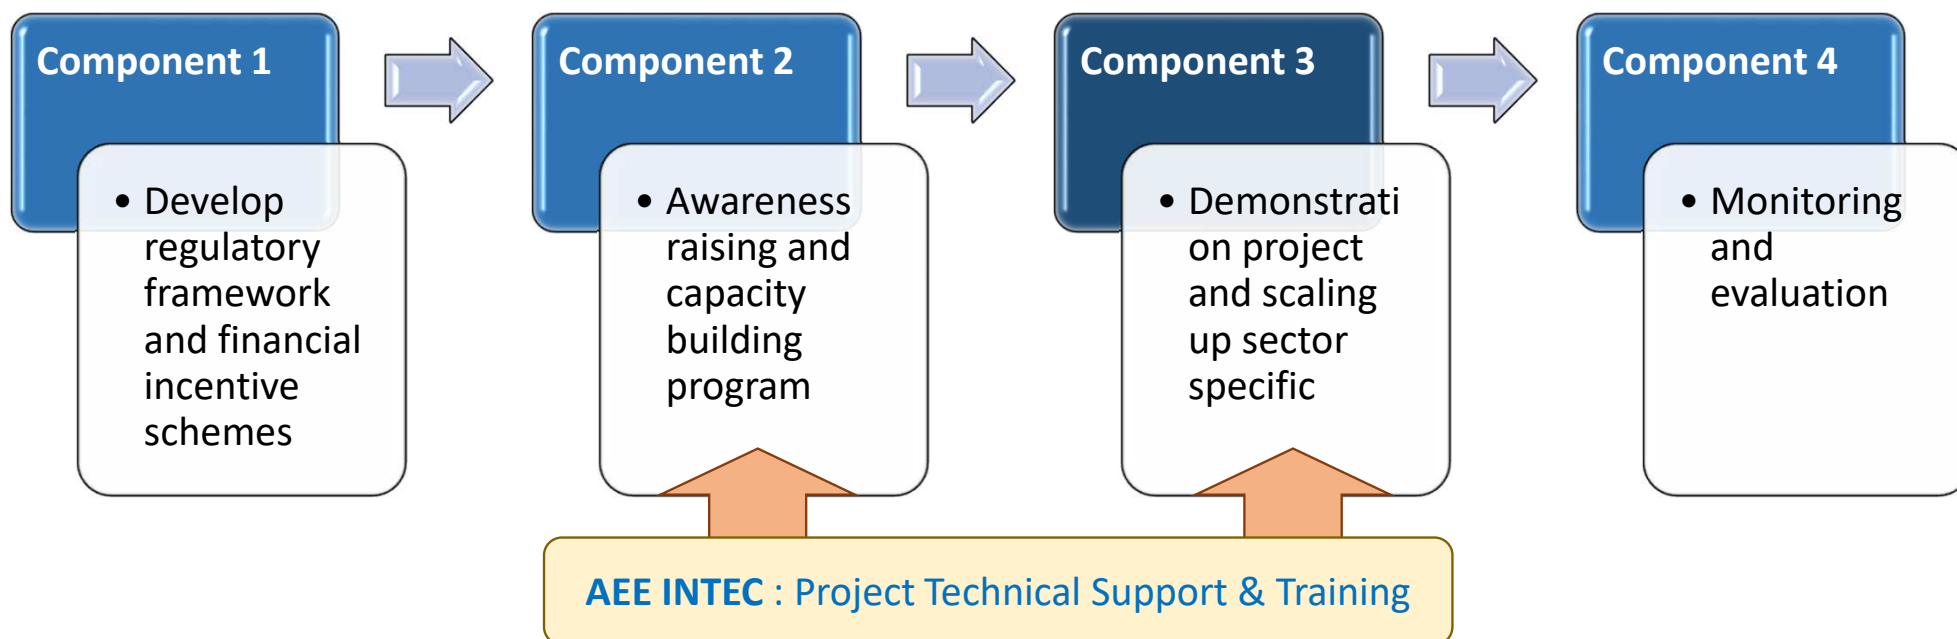 Component 1
• Develop
regulatory
framework
and financial
incentive
schemes
Component 2
• Awareness
raising and
capacity
building
program
Component 3
• Demonstrati
on project
and scaling
up sector
specific
Component 4
• Monitoring
and
evaluation
AEE INTEC : Project Technical Support & Training